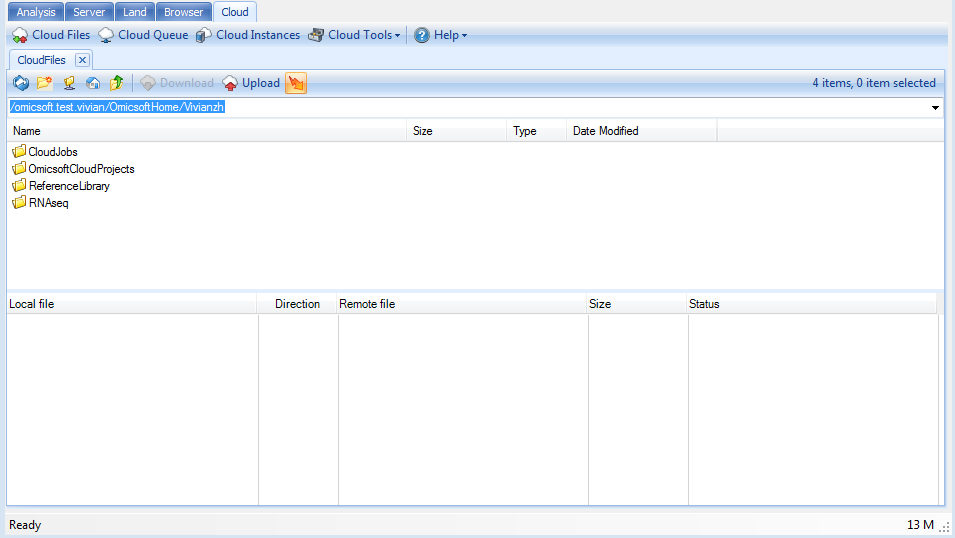 Analysis Server Land Browser Cloud
Cloud Files Cloud Queue Cloud Instances Cloud Tools Help
CloudFiles
Download Upload 4 items, 0 item selected
/omicsoft.test.vivian/OmicsoftHome/Vivianzh
Name Size Type Date Modified
CloudJobs
OmicsoftCloudProjects
ReferenceLibrary
RNAseq
Local file Direction Remote file Size Status
Ready 13 M